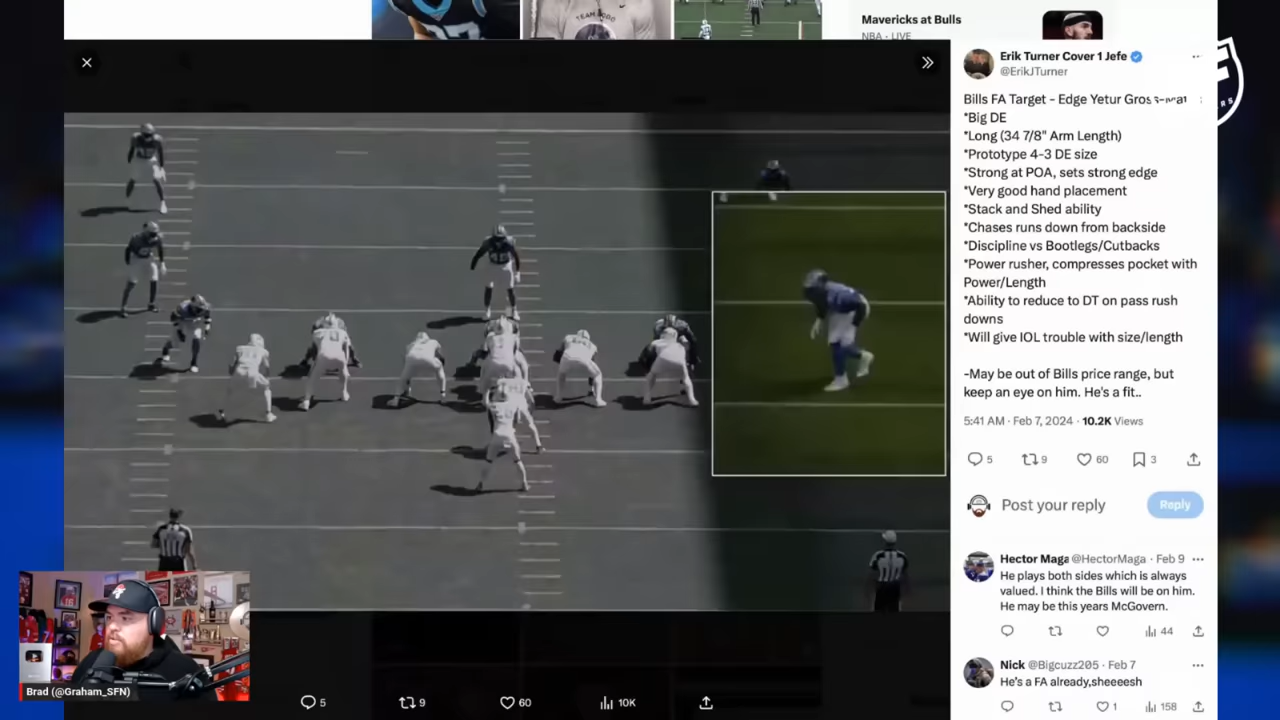 TEAM BOBO
Mavericks at Bulls
NBA · LIVE
Erik Turner Cover 1 Jefe
@ErikJTurner
Bills FA Target - Edge Yetur Gros
*Big DE
*Long (34 7/8" Arm Length)
*Prototype 4-3 DE size
*Strong at POA, sets strong edge
*Very good hand placement
*Stack and Shed ability
*Chases runs down from backside
*Discipline vs Bootlegs/Cutbacks
*Power rusher, compresses pocket with
Power/Length
*Ability to reduce to DT on pass rush
downs
*Will give IOL trouble with size/length
-May be out of Bills price range, but
keep an eye on him. He's a fit..
5:41 AM · Feb 7, 2024 · 10.2K Views
5 9 60 3
Post your reply
Reply
Hector Maga @HectorMaga · Feb 9
He plays both sides which is always
valued. I think the Bills will be on him.
He may be this years McGovern.
44
Nick @Bigcuzz205 · Feb 7
He's a FA already,sheeeesh
1 158
5 9 60 10K
Brad (@Graham_SFN)